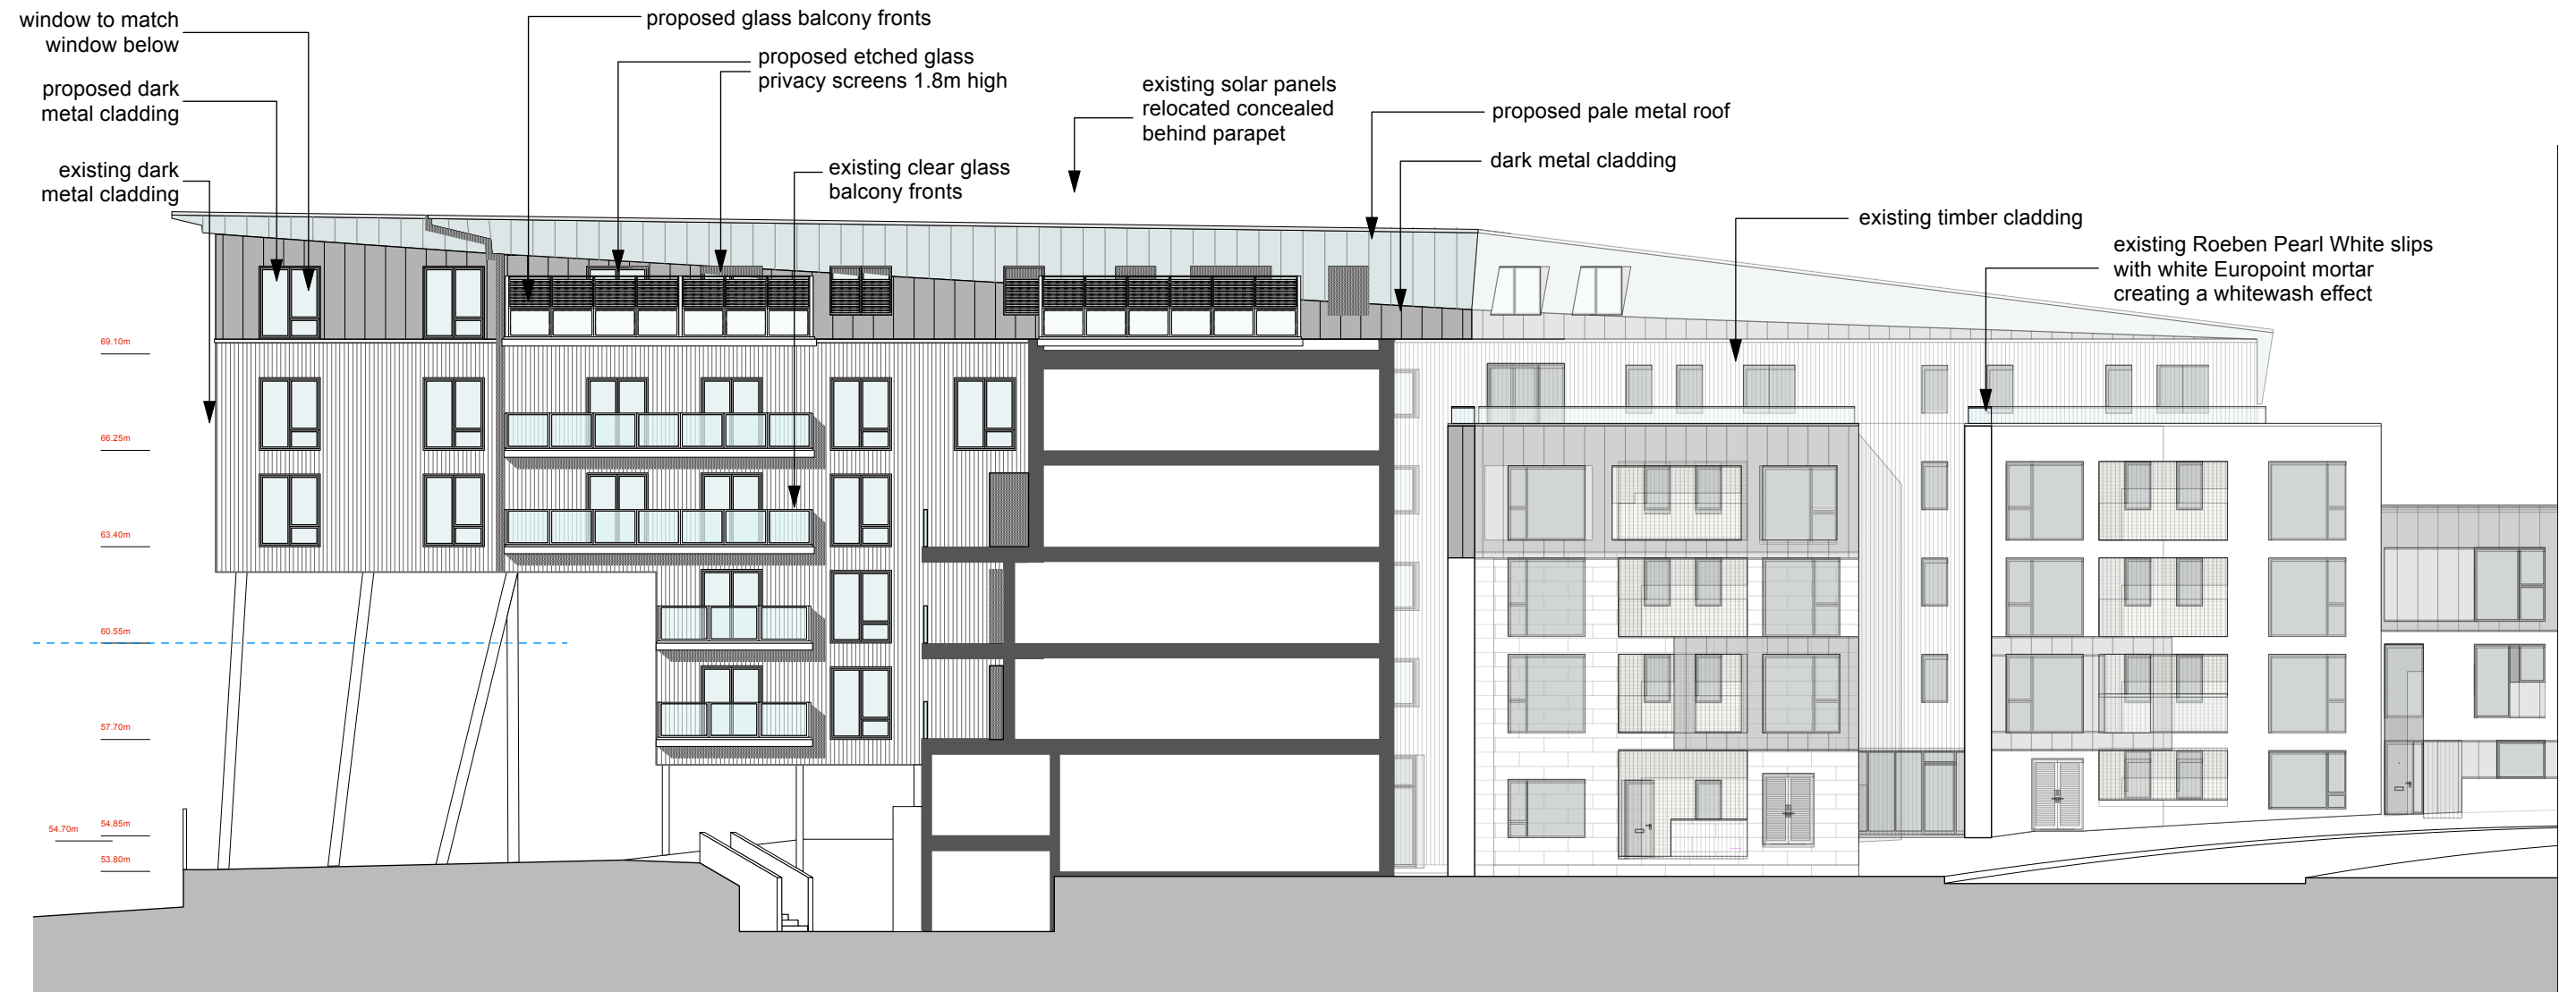 window to match
window below
proposed glass balcony fronts
proposed etched glass
privacy screens 1.8m high
proposed dark
metal cladding
existing solar panels
relocated concealed
behind parapet
proposed pale metal roof
existing dark
metal cladding
existing clear glass
balcony fronts
dark metal cladding
existing timber cladding
existing Roeben Pearl White slips
with white Europoint mortar
creating a whitewash effect
69.10m
66.25m
63.40m
60.55m
57.70m
54.70m
54.85m
53.80m